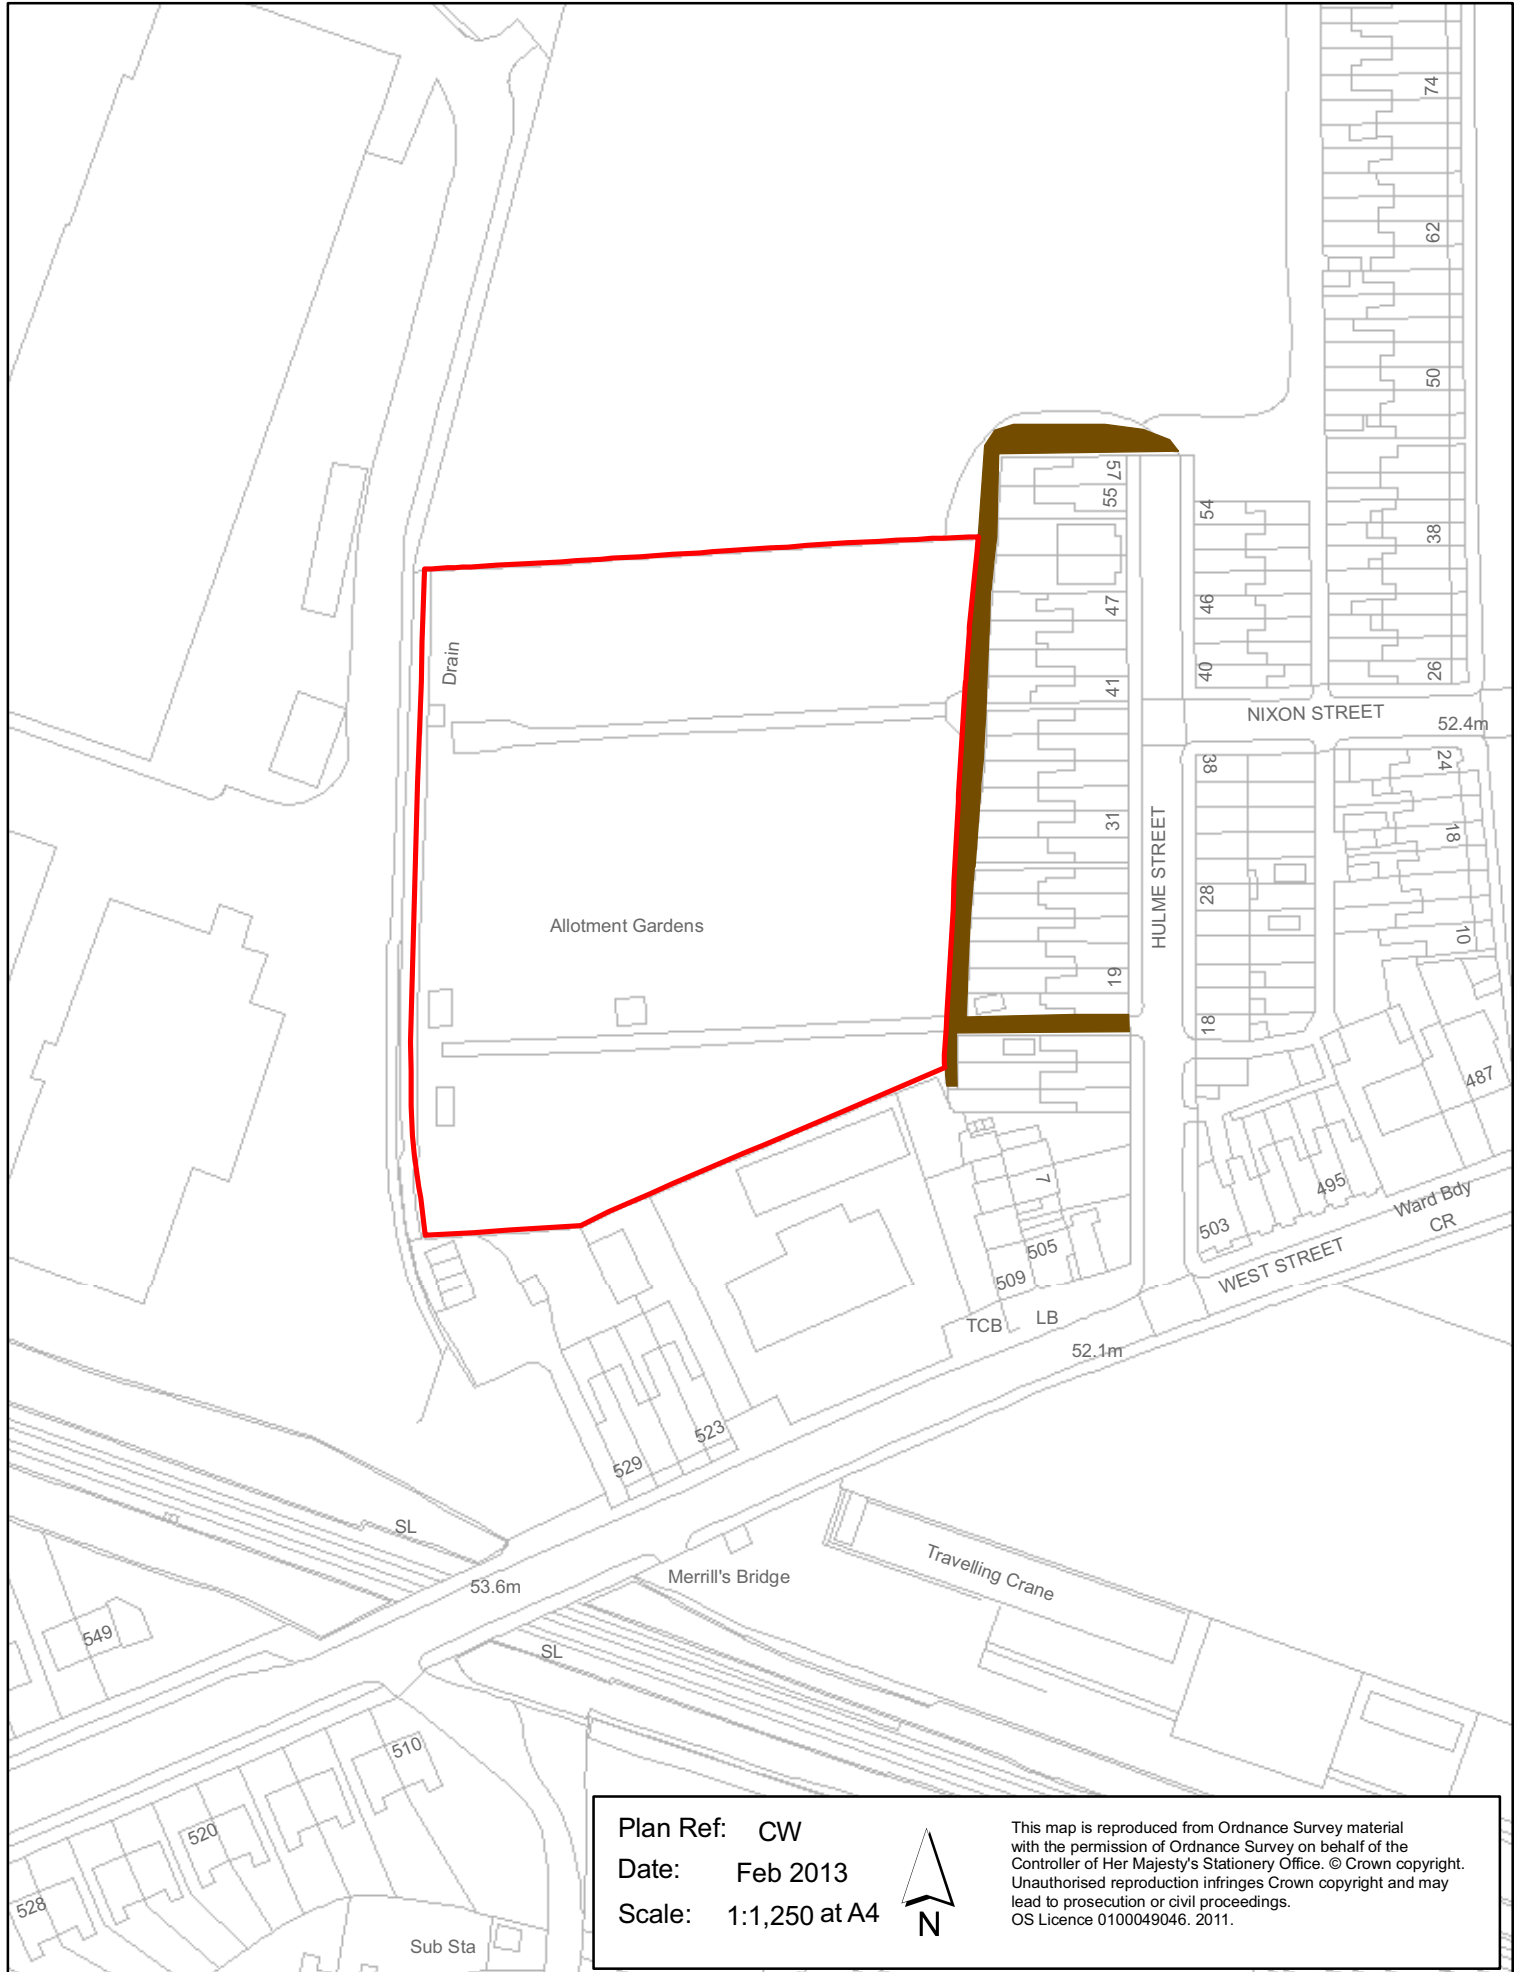 74
62
50
38
26
57
55
54
47
46
41
40
Drain
NIXON STREET
52.4m
38
24
31
18
HULME STREET
28
Allotment Gardens
10
19
18
487
7
495
Ward Bdy
503
CR
505
WEST STREET
509
TCB
LB
52.1m
523
529
SL
Travelling Crane
Merrill's Bridge
53.6m
549
SL
510
520
528
Sub Sta
Plan Ref: CW
Date: Feb 2013
Scale: 1:1,250 at A4
N
This map is reproduced from Ordnance Survey material
with the permission of Ordnance Survey on behalf of the
Controller of Her Majesty's Stationery Office. © Crown copyright.
Unauthorised reproduction infringes Crown copyright and may
lead to prosecution or civil proceedings.
OS Licence 0100049046. 2011.